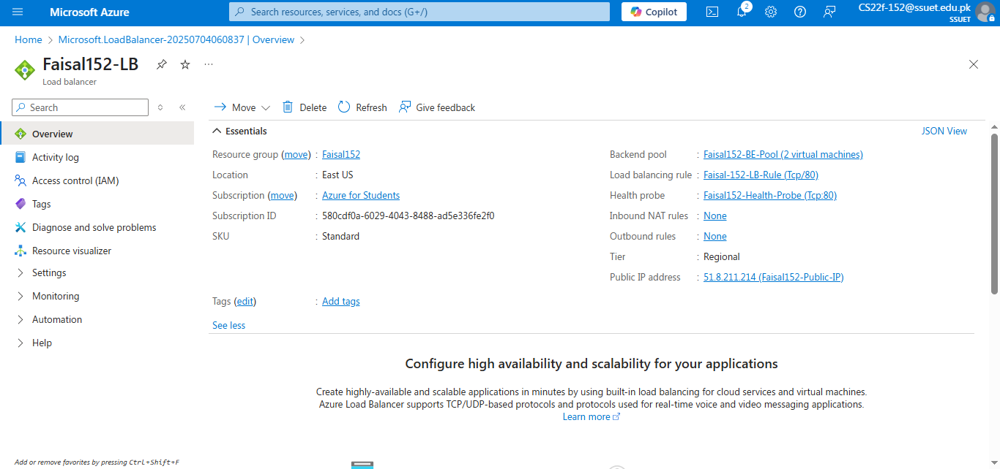 Microsoft Azure
Search resources, services, and docs (G+/)
Copilot
2
CS22f-152@ssuet.edu.pk
SSUET
Home > Microsoft.LoadBalancer-20250704060837 | Overview >
Faisal152-LB
Load balancer
Search
Overview
Activity log
Access control (IAM)
Tags
Diagnose and solve problems
Resource visualizer
Settings
Monitoring
Automation
Help
Add or remove favorites by pressing Ctrl+Shift+F
Move
Delete
Refresh
Give feedback
Essentials
JSON View
Resource group (move) : Faisal152
Location : East US
Subscription (move) : Azure for Students
Subscription ID : 580cdf0a-6029-4043-8488-ad5e336fe2f0
SKU : Standard
Backend pool : Faisal152-BE-Pool (2 virtual machines)
Load balancing rule : Faisal-152-LB-Rule (Tcp/80)
Health probe : Faisal152-Health-Probe (Tcp:80)
Inbound NAT rules : None
Outbound rules : None
Tier : Regional
Public IP address : 51.8.211.214 (Faisal152-Public-IP)
Tags (edit) : Add tags
See less
Configure high availability and scalability for your applications
Create highly-available and scalable applications in minutes by using built-in load balancing for cloud services and virtual machines.
Azure Load Balancer supports TCP/UDP-based protocols and protocols used for real-time voice and video messaging applications.
Learn more